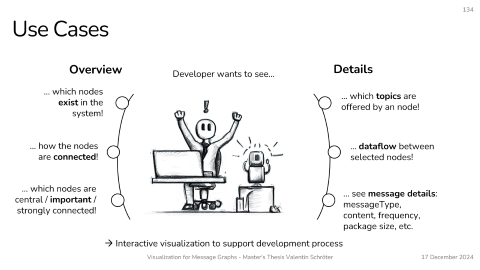 134
Use Cases
Overview
Developer wants to see...
Details
... which nodes
exist in the
system!
... how the nodes
are connected!
... which nodes are
central / important /
strongly connected!
!
... which topics are
offered by an node!
... dataflow between
selected nodes!
... see message details:
messageType,
content, frequency,
package size, etc.
→ Interactive visualization to support development process
Visualization for Message Graphs - Master's Thesis Valentin Schröter
17 December 2024